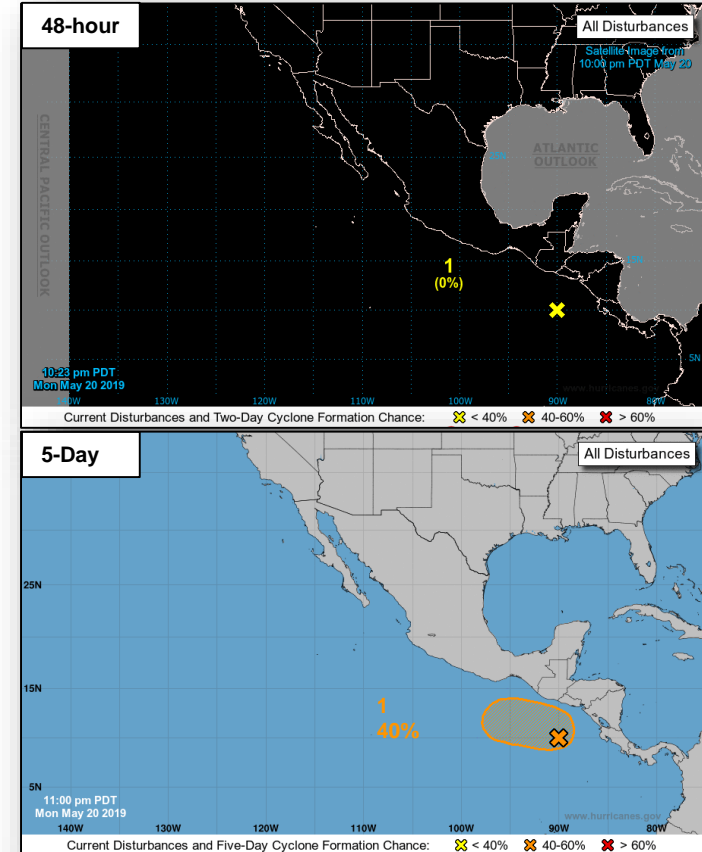 48-hour
All Disturbances
Satellite Image from
10:00 pm PDT May 20
CENTRAL PACIFIC OUTLOOK
ATLANTIC
OUTLOOK
25N
15N
1
(0%)
5N
10:23 pm PDT
Mon May 20 2019
www.hurricanes.gov
140W 130W 120W 110W 100W 90W 80W
Current Disturbances and Two-Day Cyclone Formation Chance: < 40% 40-60% > 60%
5-Day
All Disturbances
25N
15N
1
40%
5N
11:00 pm PDT
Mon May 20 2019
www.hurricanes.gov
140W 130W 120W 110W 100W 90W 80W
Current Disturbances and Five-Day Cyclone Formation Chance: < 40% 40-60% > 60%